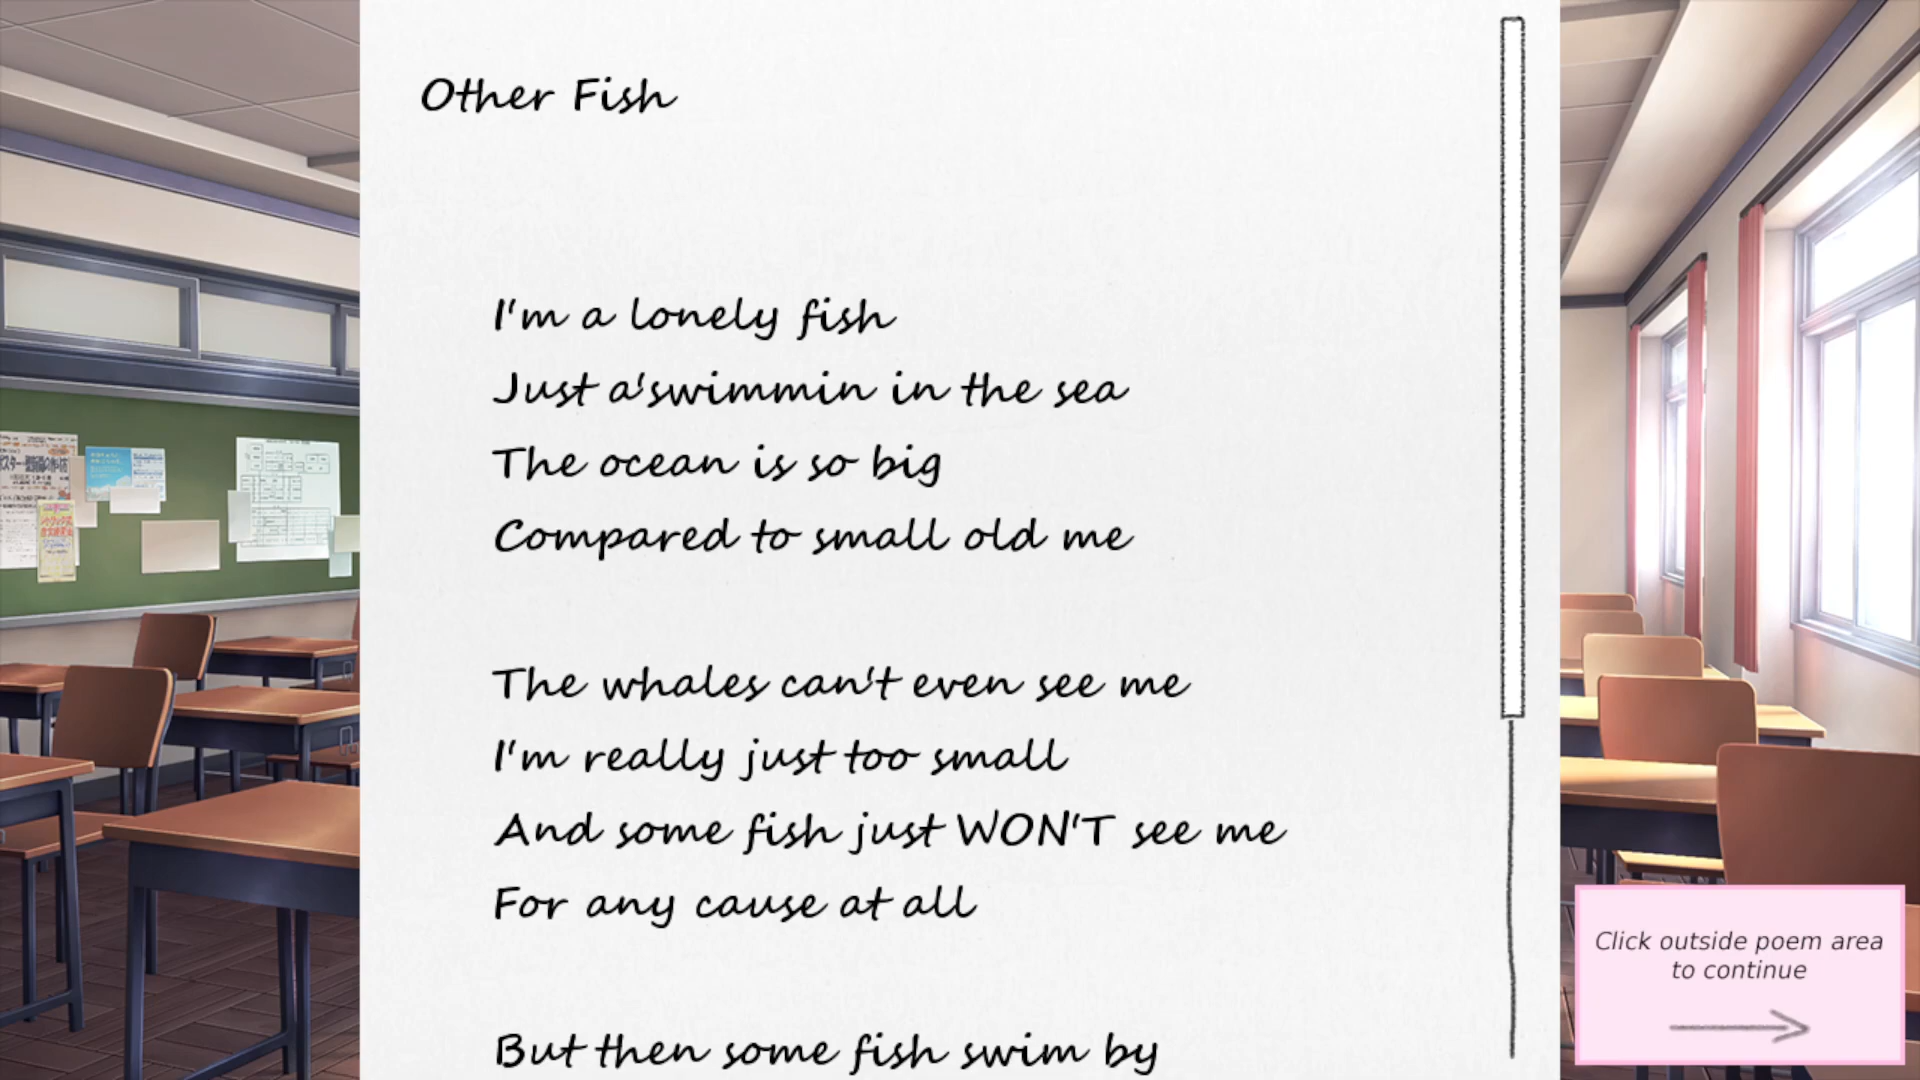 Other Fish
I'm a lonely fish
Just a'swimmin in the sea
The ocean is so big
Compared to small old me
The whales can't even see me
I'm really just too small
And some fish just WON'T see me
For any cause at all
But then some fish swim by
Click outside poem area
to continue